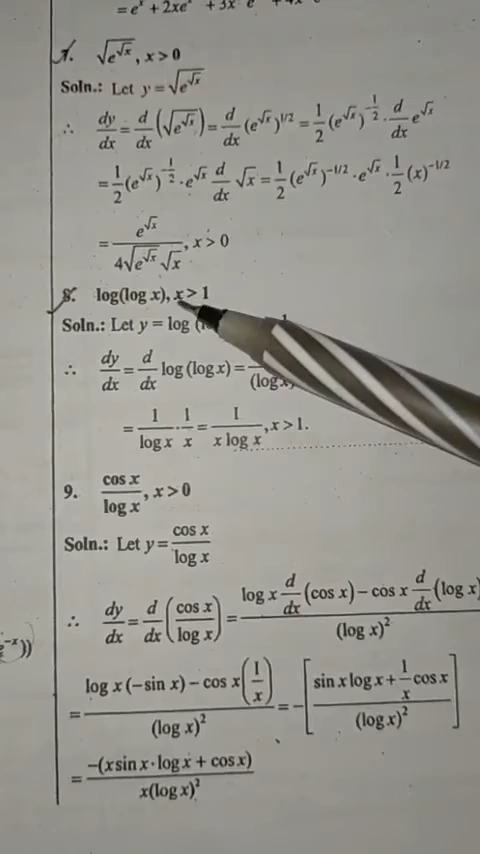 = eˣ + 2xeˣ
7. √(e^√x), x > 0
Soln.: Let y = √(e^√x)
∴ dy/dx = d/dx (√(e^√x)) = d/dx (e^√x)^1/2 = 1/2 (e^√x)^-1/2 · d/dx e^√x
= 1/2 (e^√x)^-1/2 · e^√x d/dx √x = 1/2 (e^√x)^-1/2 · e^√x · 1/2 (x)^-1/2
= e^√x / (4√(e^√x) √x), x > 0
8. log(log x), x > 1
Soln.: Let y = log
∴ dy/dx = d/dx log (log x) =
= 1/(log x) · 1/x = 1/(x log x), x > 1.
9. cos x / log x, x > 0
Soln.: Let y = cos x / log x
∴ dy/dx = d/dx (cos x / log x) = (log x d/dx (cos x) − cos x d/dx (log x) / (log x)²
= (log x (−sin x) − cos x (1/x)) / (log x)² = −[(sin x log x + 1/x cos x) / (log x)²]
= −(x sin x · log x + cos x) / x(log x)²